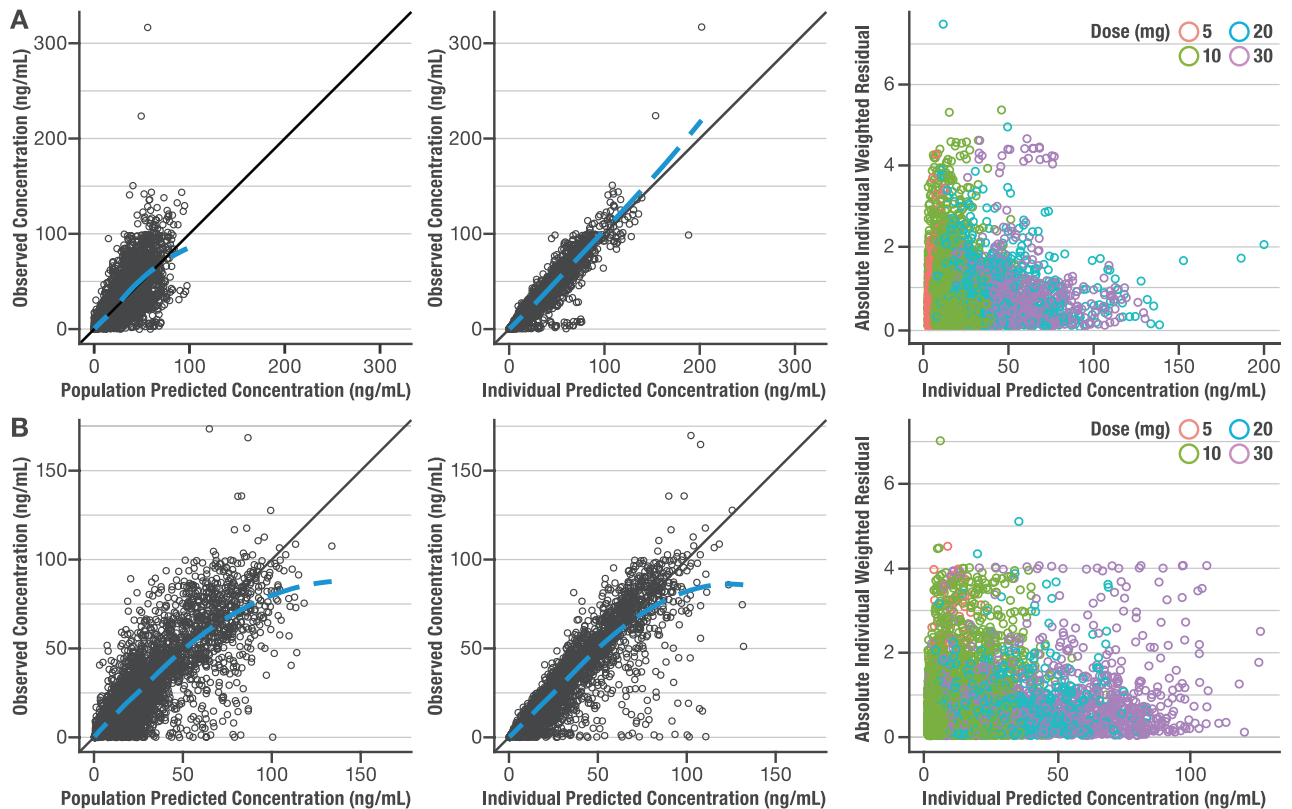 A
Observed Concentration (ng/mL)
300
200
100
0
0 100 200 300
Population Predicted Concentration (ng/mL)
Observed Concentration (ng/mL)
300
200
100
0
0 100 200 300
Individual Predicted Concentration (ng/mL)
Absolute Individual Weighted Residual
Dose (mg) 5 20
10 30
6
4
2
0
0 50 100 150 200
Individual Predicted Concentration (ng/mL)
B
Observed Concentration (ng/mL)
150
100
50
0
0 50 100 150
Population Predicted Concentration (ng/mL)
Observed Concentration (ng/mL)
150
100
50
0
0 50 100 150
Individual Predicted Concentration (ng/mL)
Absolute Individual Weighted Residual
Dose (mg) 5 20
10 30
6
4
2
0
0 50 100
Individual Predicted Concentration (ng/mL)